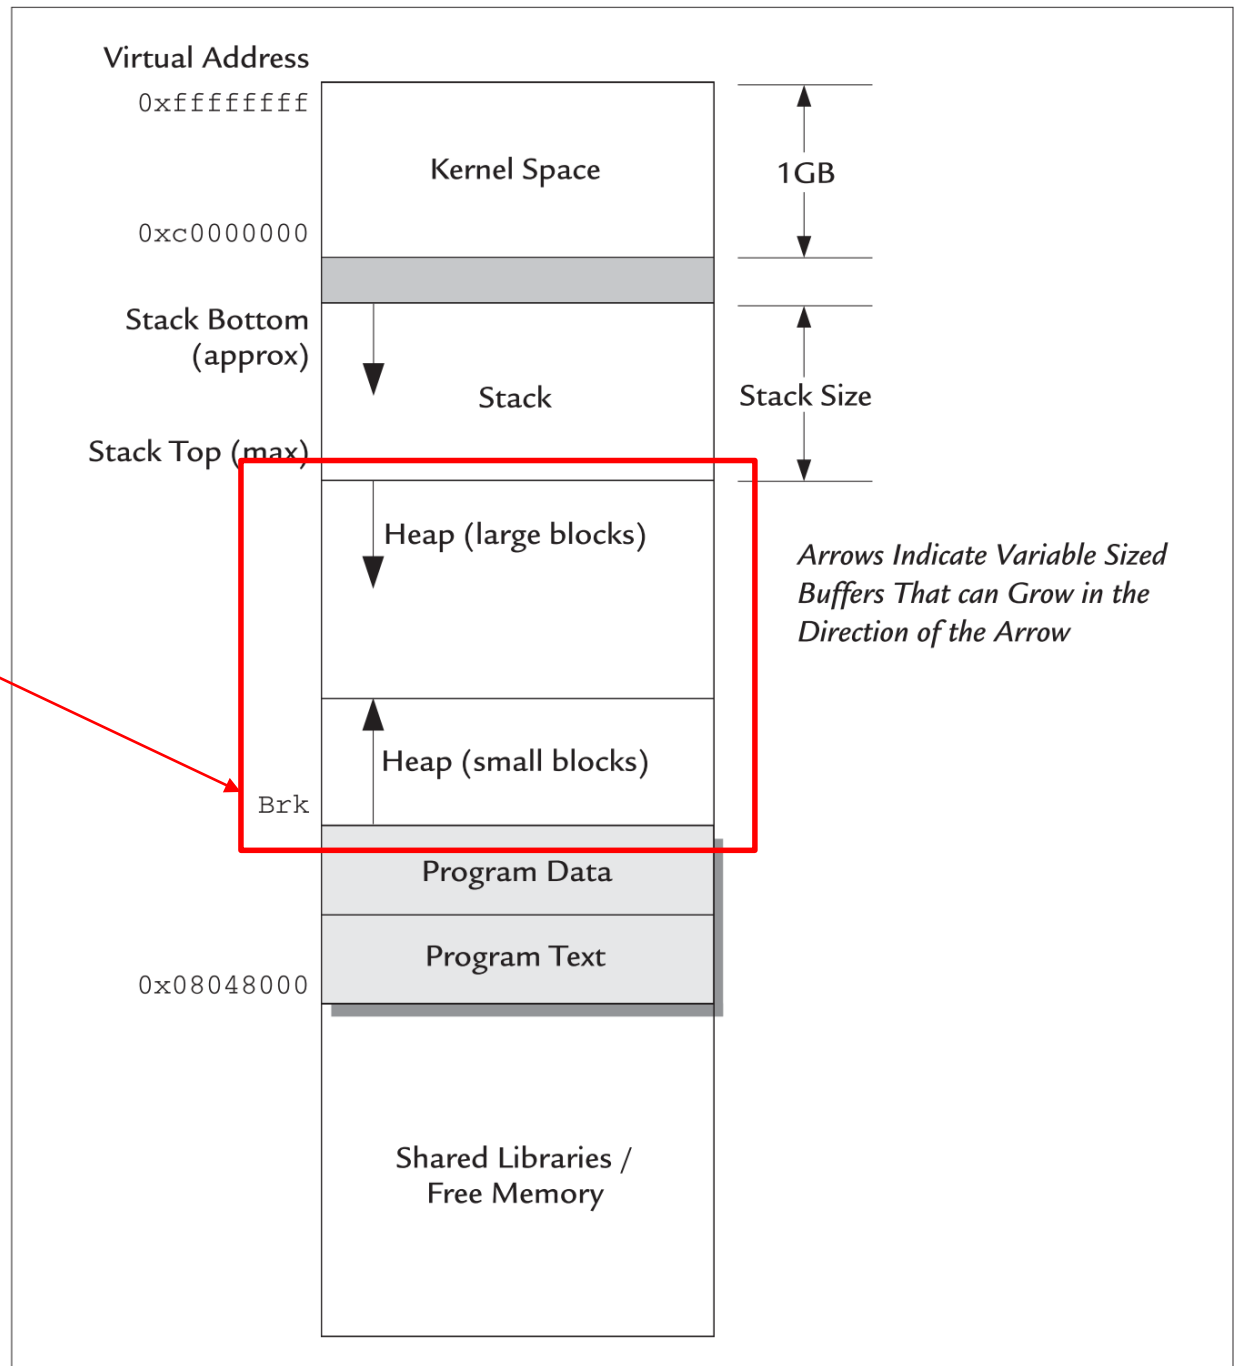 Virtual Address
0xffffffff
Kernel Space
1GB
0xc0000000
Stack Bottom
(approx)
Stack
Stack Size
Stack Top (max)
Heap (large blocks)
Arrows Indicate Variable Sized
Buffers That can Grow in the
Direction of the Arrow
Heap (small blocks)
Brk
Program Data
Program Text
0x08048000
Shared Libraries /
Free Memory